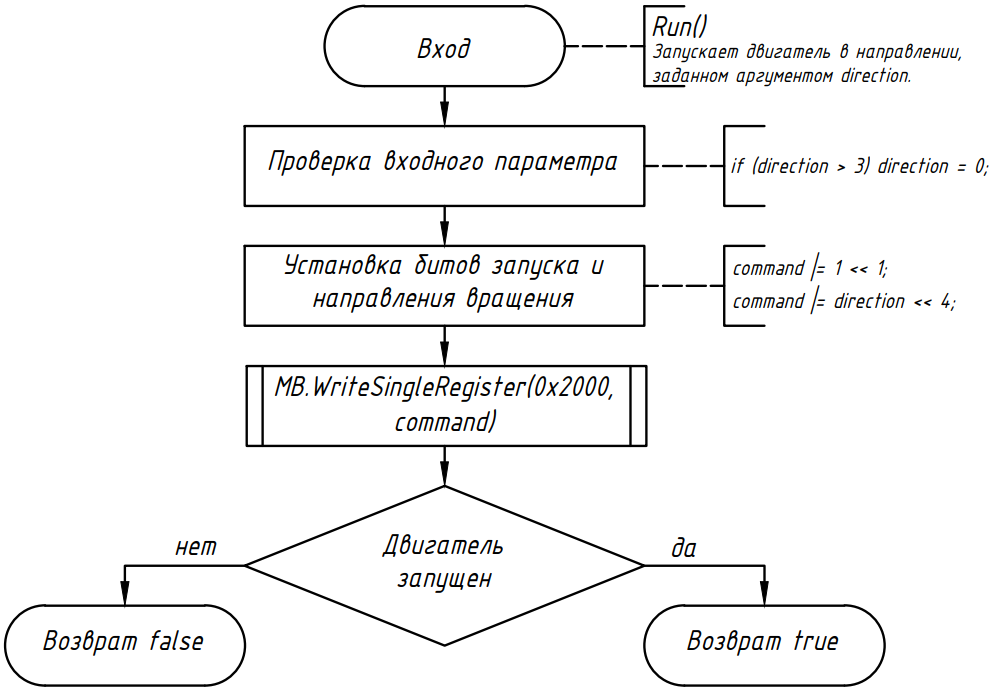 Вход
Run()
Запускает двигатель в направлении,
заданном аргументом direction.
Проверка входного параметра
if (direction > 3) direction = 0;
Установка битов запуска и
направления вращения
command |= 1 << 1;
command |= direction << 4;
MB.WriteSingleRegister(0x2000,
command)
Двигатель
запущен
нет
да
Возврат false
Возврат true